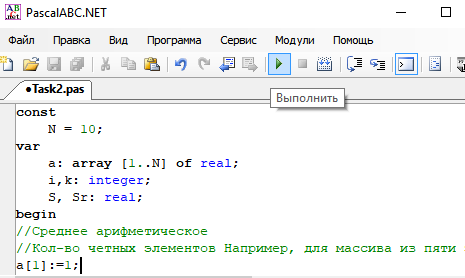 PascalABC.NET
Файл Правка Вид Программа Сервис Модули Помощь
•Task2.pas
Выполнить
const
N = 10;
var
a: array [1..N] of real;
i,k: integer;
S, Sr: real;
begin
//Среднее арифметическое
//Кол-во четных элементов Например, для массива из пяти
a[1]:=1;